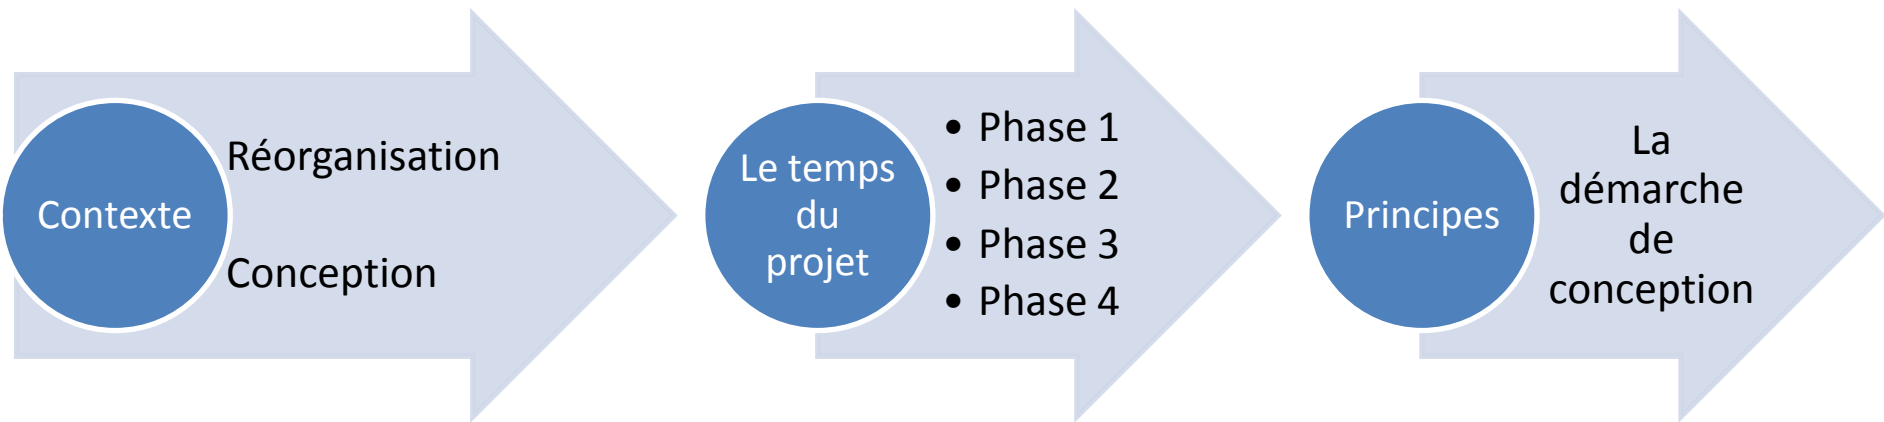 Contexte
Réorganisation
Conception
Le temps
du
projet
• Phase 1
• Phase 2
• Phase 3
• Phase 4
Principes
La
démarche
de
conception